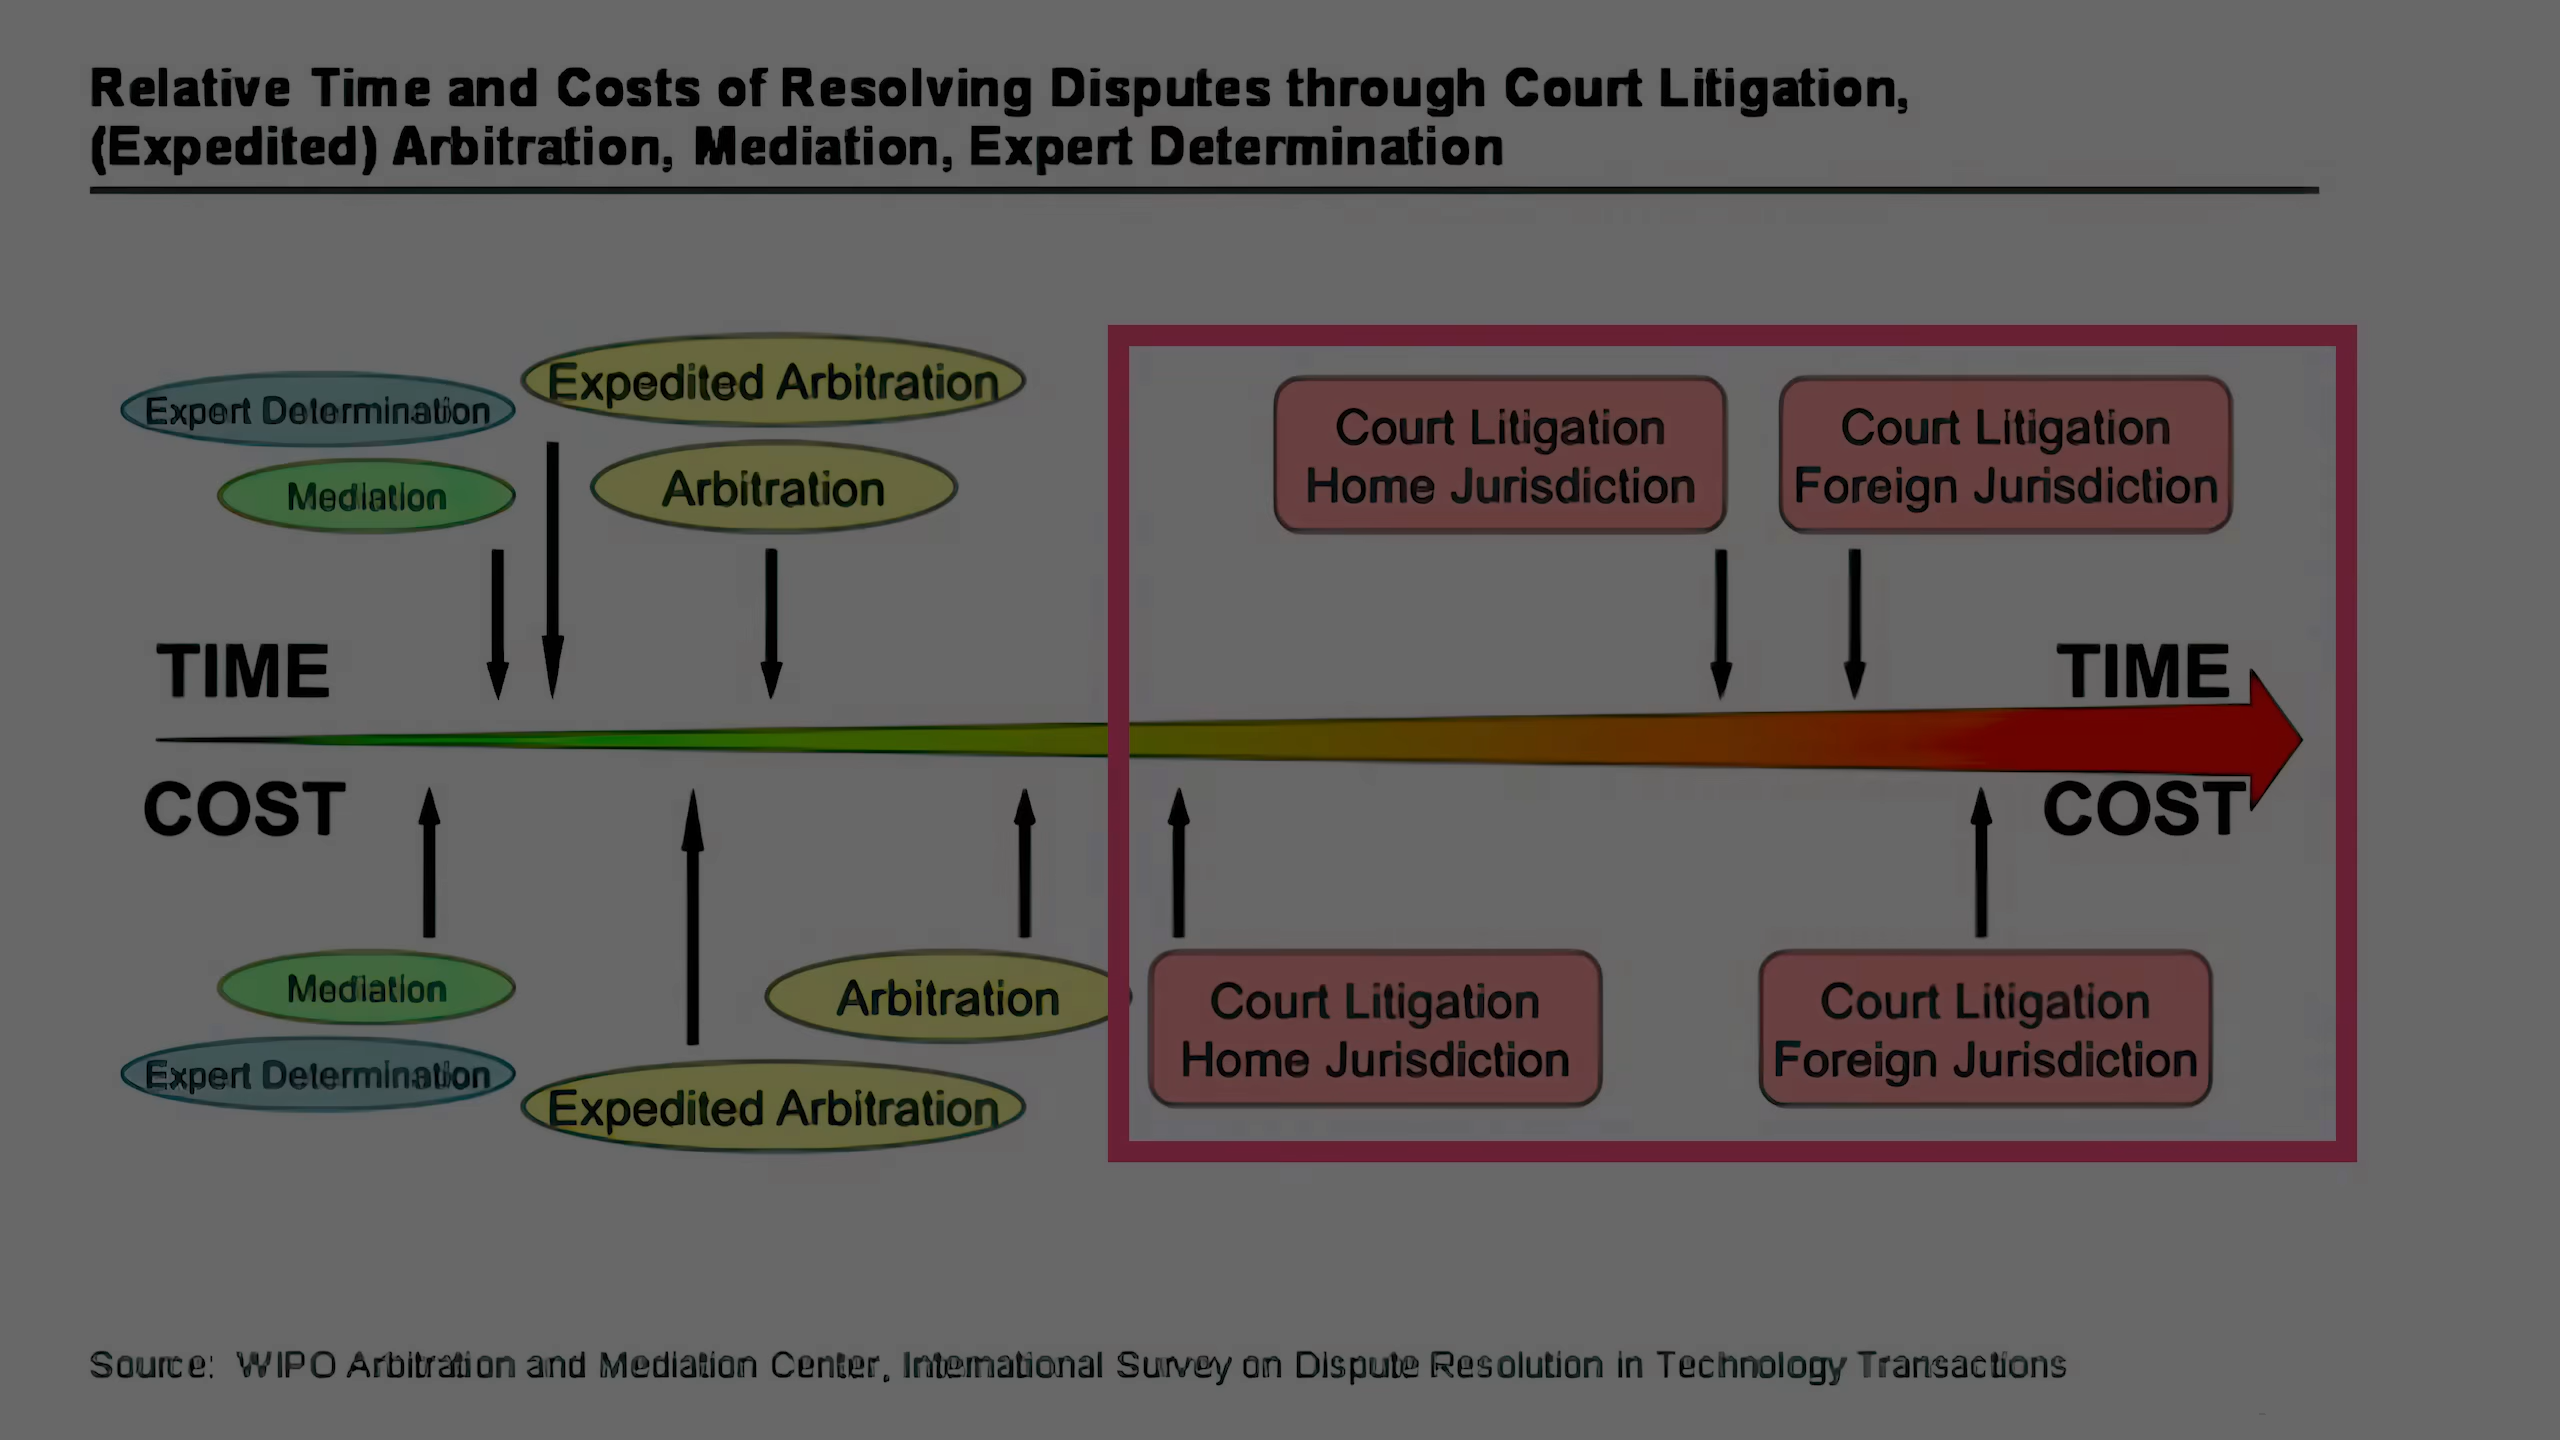 Relative Time and Costs of Resolving Disputes through Court Litigation,
(Expedited) Arbitration, Mediation, Expert Determination
Expert Determination
Mediation
Expedited Arbitration
Arbitration
Court Litigation
Home Jurisdiction
Court Litigation
Foreign Jurisdiction
TIME
TIME
COST
COST
Mediation
Expert Determination
Arbitration
Expedited Arbitration
Court Litigation
Home Jurisdiction
Court Litigation
Foreign Jurisdiction
Source: WIPO Arbitration and Mediation Center, International Survey on Dispute Resolution in Technology Transactions